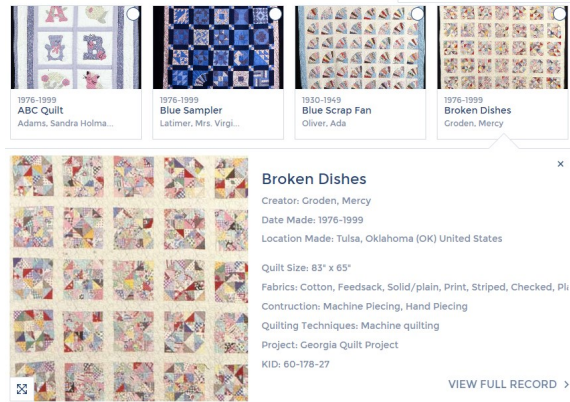 1976-1999
ABC Quilt
Adams, Sandra Holma...
1976-1999
Blue Sampler
Latimer, Mrs. Virgi...
1930-1949
Blue Scrap Fan
Oliver, Ada
1976-1999
Broken Dishes
Groden, Mercy
×
Broken Dishes
Creator: Groden, Mercy
Date Made: 1976-1999
Location Made: Tulsa, Oklahoma (OK) United States
Quilt Size: 83" x 65"
Fabrics: Cotton, Feedsack, Solid/plain, Print, Striped, Checked, Pla
Contruction: Machine Piecing, Hand Piecing
Quilting Techniques: Machine quilting
Project: Georgia Quilt Project
KID: 60-178-27
VIEW FULL RECORD >